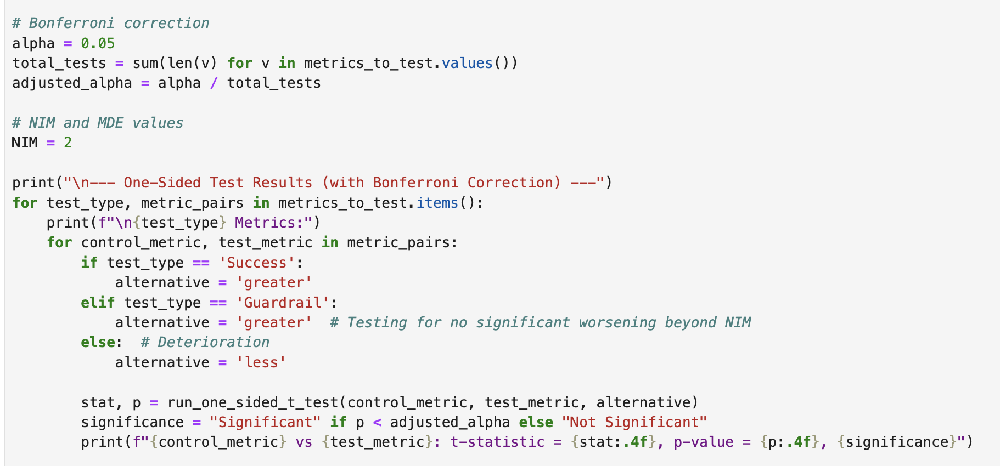 # Bonferroni correction
alpha = 0.05
total_tests = sum(len(v) for v in metrics_to_test.values())
adjusted_alpha = alpha / total_tests

# NIM and MDE values
NIM = 2

print("\n--- One-Sided Test Results (with Bonferroni Correction) ---")
for test_type, metric_pairs in metrics_to_test.items():
    print(f"\n{test_type} Metrics:")
    for control_metric, test_metric in metric_pairs:
        if test_type == 'Success':
            alternative = 'greater'
        elif test_type == 'Guardrail':
            alternative = 'greater'  # Testing for no significant worsening beyond NIM
        else:  # Deterioration
            alternative = 'less'

        stat, p = run_one_sided_t_test(control_metric, test_metric, alternative)
        significance = "Significant" if p < adjusted_alpha else "Not Significant"
        print(f"{control_metric} vs {test_metric}: t-statistic = {stat:.4f}, p-value = {p:.4f}, {significance}")